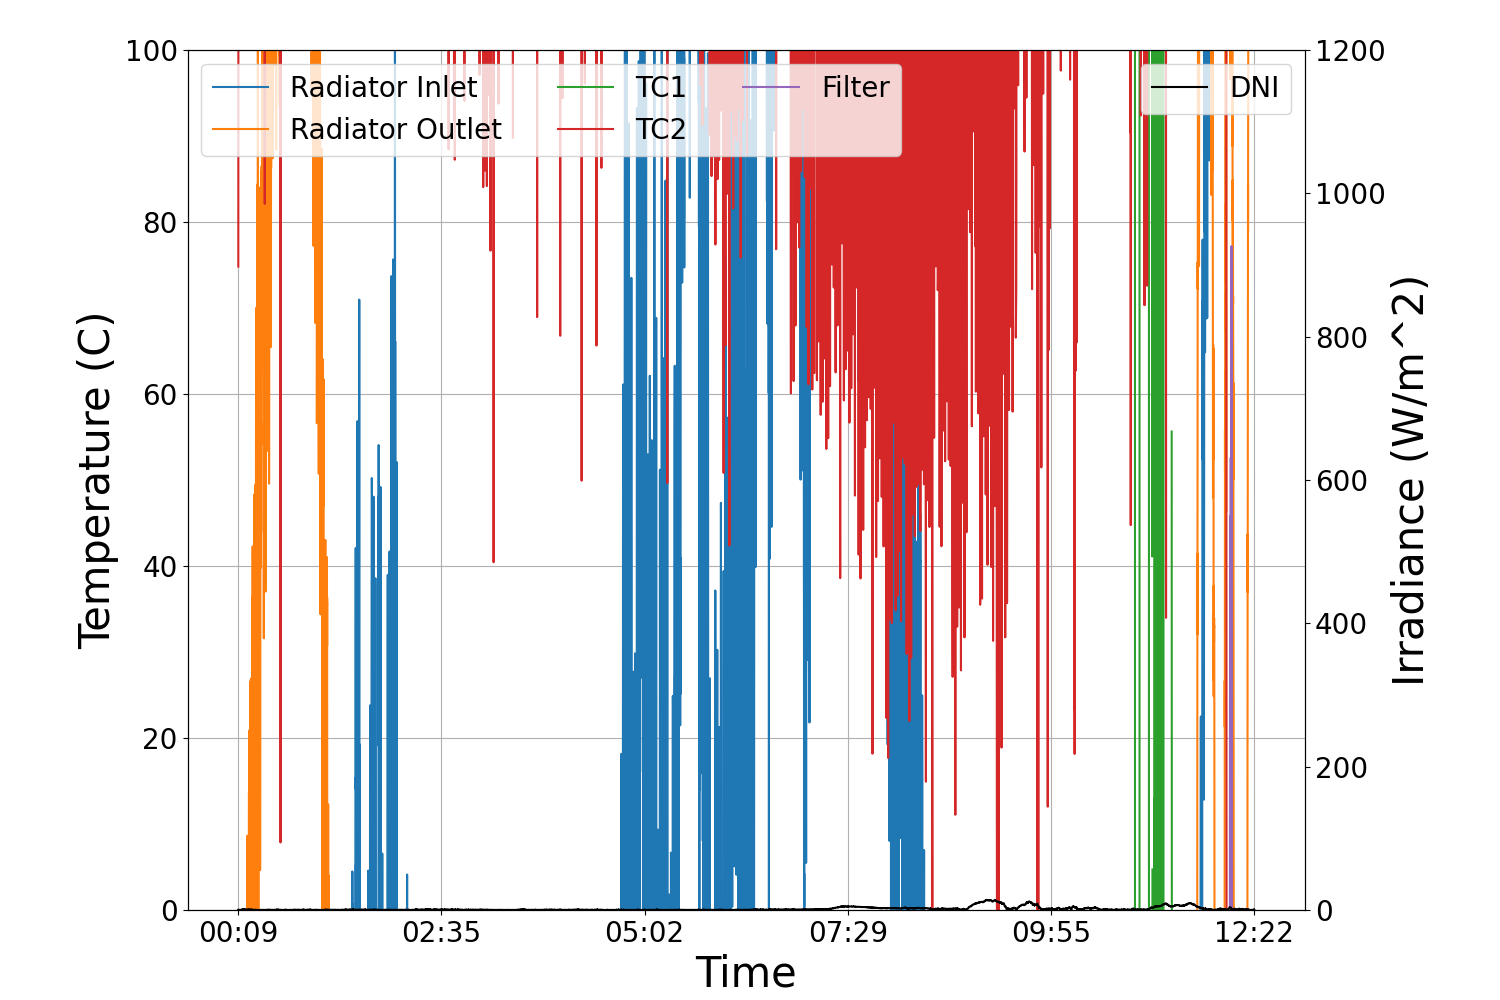 100
80
60
40
20
0
Temperature (C)
Radiator Inlet
Radiator Outlet
TC1
TC2
Filter
DNI
1200
1000
800
600
400
200
0
Irradiance (W/m^2)
00:09 02:35 05:02 07:29 09:55 12:22
Time